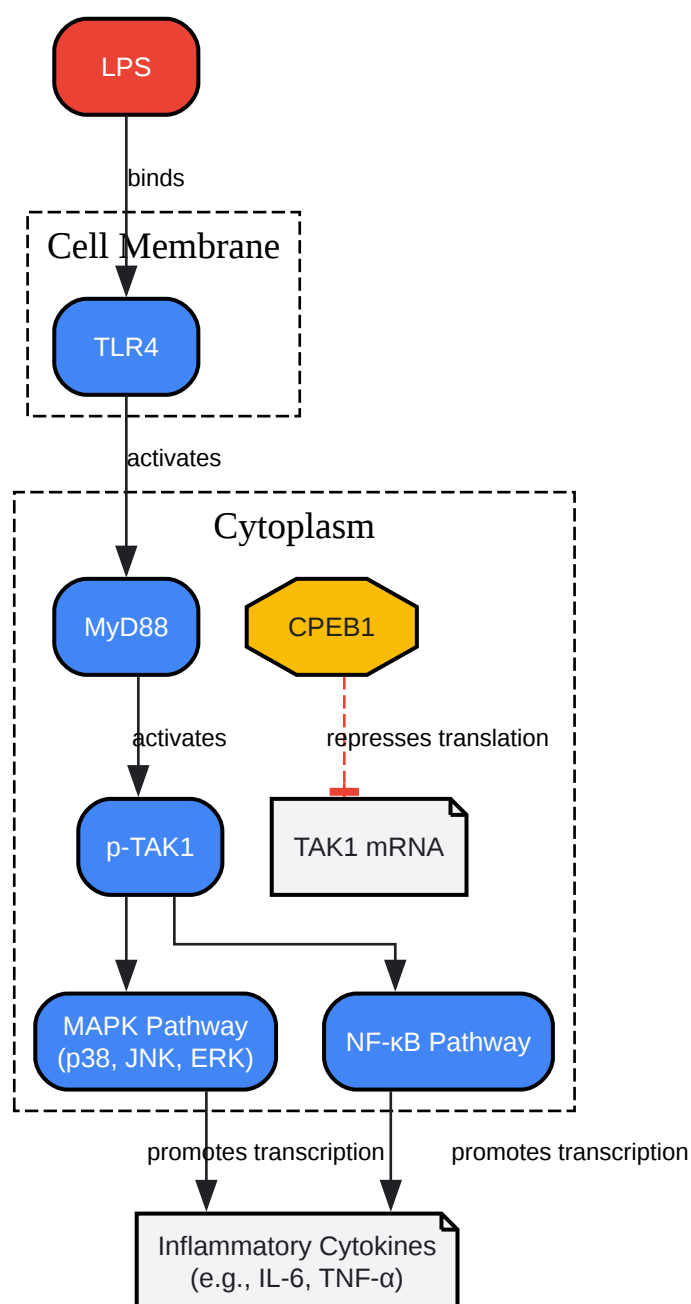 LPS
binds
Cell Membrane
TLR4
activates
Cytoplasm
MyD88
CPEB1
activates
represses translation
p-TAK1
TAK1 mRNA
MAPK Pathway
(p38, JNK, ERK)
NF-κB Pathway
promotes transcription
promotes transcription
Inflammatory Cytokines
(e.g., IL-6, TNF-α)